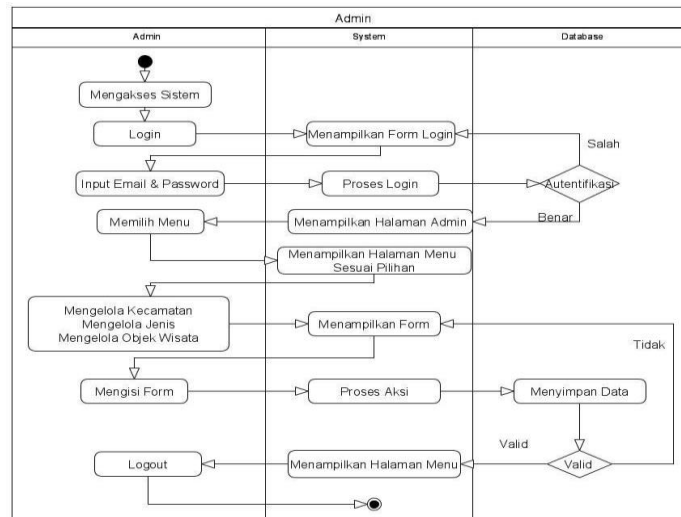 Admin
Admin
System
Database
Mengakses Sistem
Login
Menampilkan Form Login
Salah
Input Email & Password
Proses Login
Autentifikasi
Memilih Menu
Menampilkan Halaman Admin
Benar
Menampilkan Halaman Menu
Sesuai Pilihan
Mengelola Kecamatan
Mengelola Jenis
Mengelola Objek Wisata
Menampilkan Form
Tidak
Mengisi Form
Proses Aksi
Menyimpan Data
Valid
Logout
Menampilkan Halaman Menu
Valid